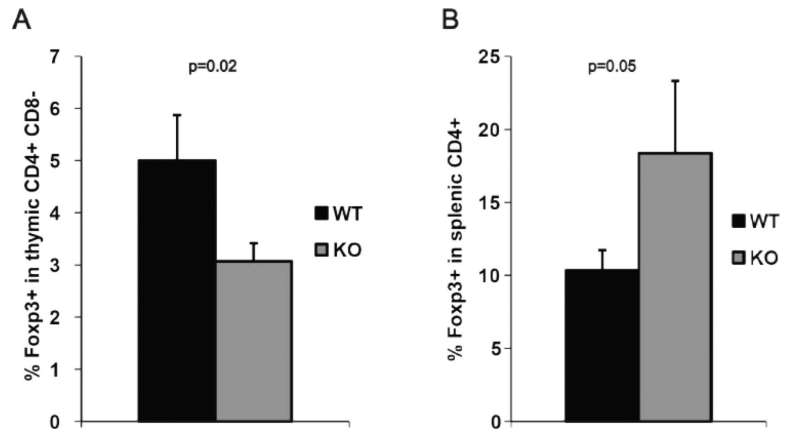 A
% Foxp3+ in thymic CD4+ CD8-
7
6
5
4
3
2
1
0
p=0.02
WT
KO
B
% Foxp3+ in splenic CD4+
25
20
15
10
5
0
p=0.05
WT
KO